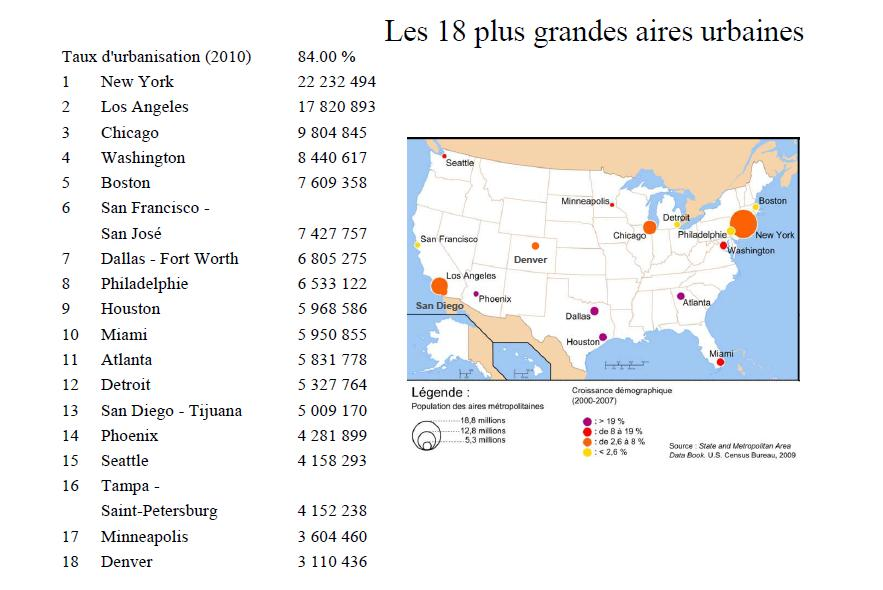 Les 18 plus grandes aires urbaines
Taux d'urbanisation (2010) 84.00 %
1 New York 22 232 494
2 Los Angeles 17 820 893
3 Chicago 9 804 845
4 Washington 8 440 617
5 Boston 7 609 358
6 San Francisco -
San José 7 427 757
7 Dallas - Fort Worth 6 805 275
8 Philadelphie 6 533 122
9 Houston 5 968 586
10 Miami 5 950 855
11 Atlanta 5 831 778
12 Detroit 5 327 764
13 San Diego - Tijuana 5 009 170
14 Phoenix 4 281 899
15 Seattle 4 158 293
16 Tampa -
Saint-Petersburg 4 152 238
17 Minneapolis 3 604 460
18 Denver 3 110 436
Seattle
Minneapolis
Boston
Detroit
Chicago
Philadelphie
New York
San Francisco
Washington
Denver
Los Angeles
Phoenix
Atlanta
San Diego
Dallas
Houston
Miami
Légende :
Population des aires métropolitaines
18,8 millions
12,8 millions
5,3 millions
Croissance démographique
(2000-2007)
: > 19 %
: de 8 à 19 %
: de 2,6 à 8 %
: < 2,6 %
Source : State and Metropolitan Area
Data Book. U.S. Census Bureau, 2009